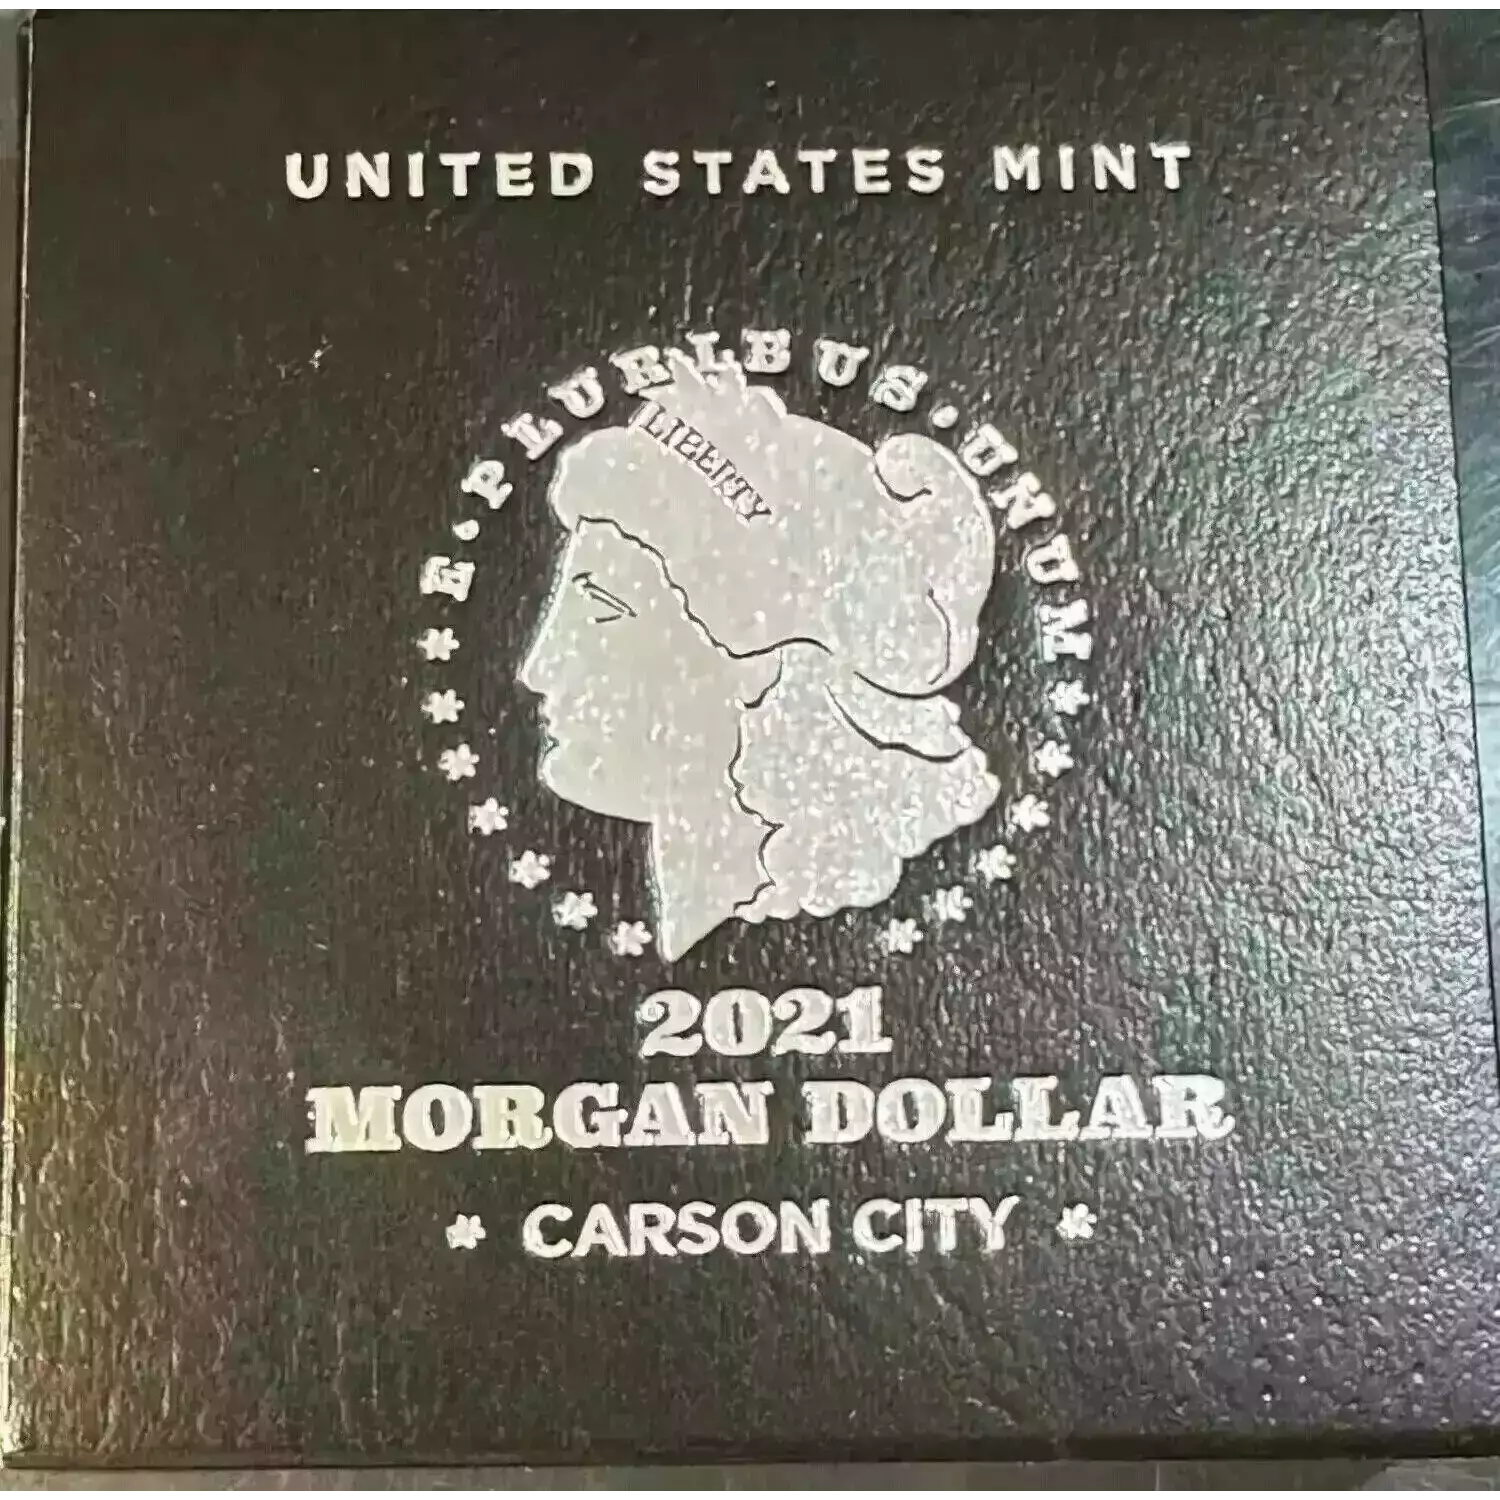 UNITED STATES MINT
E·PLURIBUS·UNUM
LIBERTY
2021
MORGAN DOLLAR
* CARSON CITY *